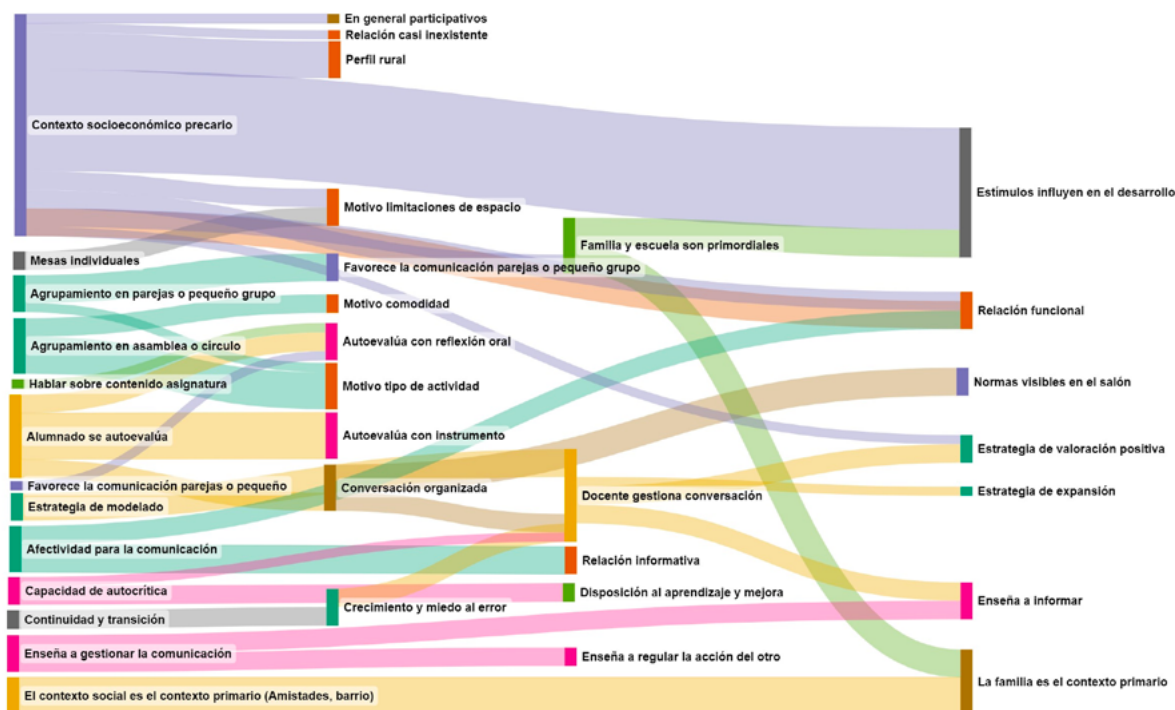 En general participativos
Relación casi inexistente
Perfil rural
Contexto socioeconómico precario
Estímulos influyen en el desarrollo
Motivo limitaciones de espacio
Familia y escuela son primordiales
Mesas individuales
Favorece la comunicación parejas o pequeño grupo
Agrupamiento en parejas o pequeño grupo
Motivo comodidad
Relación funcional
Agrupamiento en asamblea o círculo
Autoevalúa con reflexión oral
Hablar sobre contenido asignatura
Motivo tipo de actividad
Normas visibles en el salón
Alumnado se autoevalúa
Autoevalúa con instrumento
Estrategia de valoración positiva
Favorece la comunicación parejas o pequeño
Conversación organizada
Docente gestiona conversación
Estrategia de expansión
Estrategia de modelado
Afectividad para la comunicación
Relación informativa
Capacidad de autocrítica
Disposición al aprendizaje y mejora
Enseña a informar
Continuidad y transición
Crecimiento y miedo al error
Enseña a gestionar la comunicación
Enseña a regular la acción del otro
La familia es el contexto primario
El contexto social es el contexto primario (Amistades, barrio)